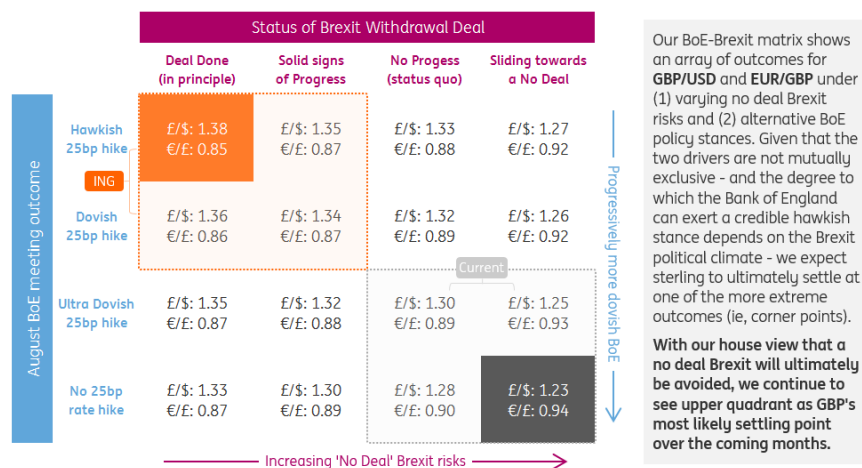 Status of Brexit Withdrawal Deal
Deal Done
(in principle)
Solid signs
of Progress
No Progess
(status quo)
Sliding towards
a No Deal
August BoE meeting outcome
Hawkish
25bp hike
£/$: 1.38
€/£: 0.85
£/$: 1.35
€/£: 0.87
£/$: 1.33
€/£: 0.88
£/$: 1.27
€/£: 0.92
ING
Dovish
25bp hike
£/$: 1.36
€/£: 0.86
£/$: 1.34
€/£: 0.87
£/$: 1.32
€/£: 0.89
£/$: 1.26
€/£: 0.92
Current
Ultra Dovish
25bp hike
£/$: 1.35
€/£: 0.87
£/$: 1.32
€/£: 0.88
£/$: 1.30
€/£: 0.89
£/$: 1.25
€/£: 0.93
No 25bp
rate hike
£/$: 1.33
€/£: 0.87
£/$: 1.30
€/£: 0.89
£/$: 1.28
€/£: 0.90
£/$: 1.23
€/£: 0.94
Progressively more dovish BoE
Increasing 'No Deal' Brexit risks
Our BoE-Brexit matrix shows
an array of outcomes for
GBP/USD and EUR/GBP under
(1) varying no deal Brexit
risks and (2) alternative BoE
policy stances. Given that the
two drivers are not mutually
exclusive - and the degree to
which the Bank of England
can exert a credible hawkish
stance depends on the Brexit
political climate - we expect
sterling to ultimately settle at
one of the more extreme
outcomes (ie, corner points).
With our house view that a
no deal Brexit will ultimately
be avoided, we continue to
see upper quadrant as GBP's
most likely settling point
over the coming months.